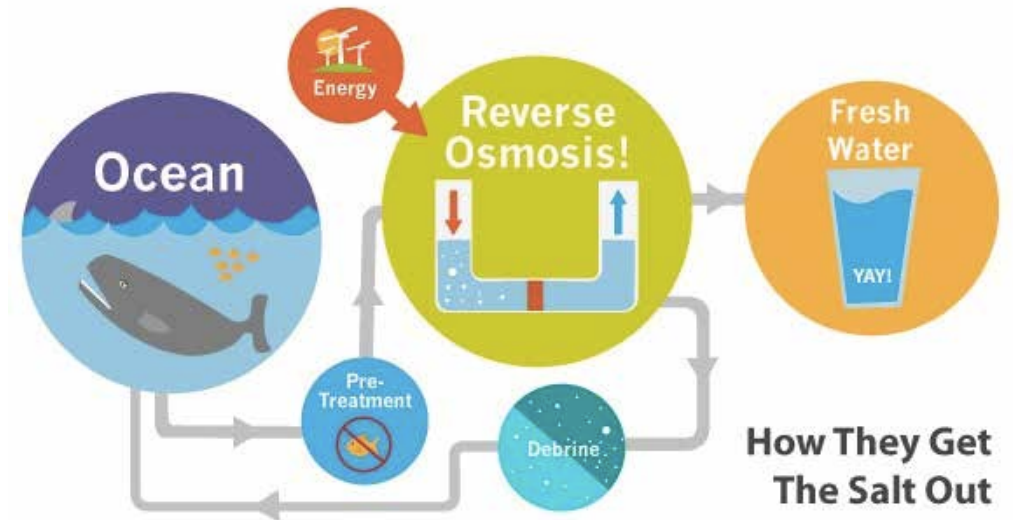 Energy
Ocean
Reverse
Osmosis!
Fresh
Water
YAY!
Pre-
Treatment
Debrine
How They Get
The Salt Out